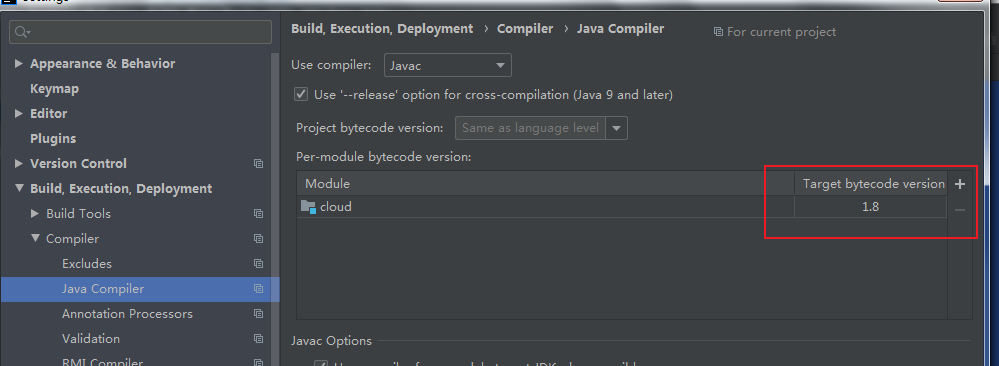 Build, Execution, Deployment › Compiler › Java Compiler
For current project
Appearance & Behavior
Keymap
Editor
Plugins
Version Control
Build, Execution, Deployment
Build Tools
Compiler
Excludes
Java Compiler
Annotation Processors
Validation
RMI Compiler
Use compiler: Javac
Use '--release' option for cross-compilation (Java 9 and later)
Project bytecode version: Same as language level
Per-module bytecode version:
Module Target bytecode version
cloud 1.8
Javac Options